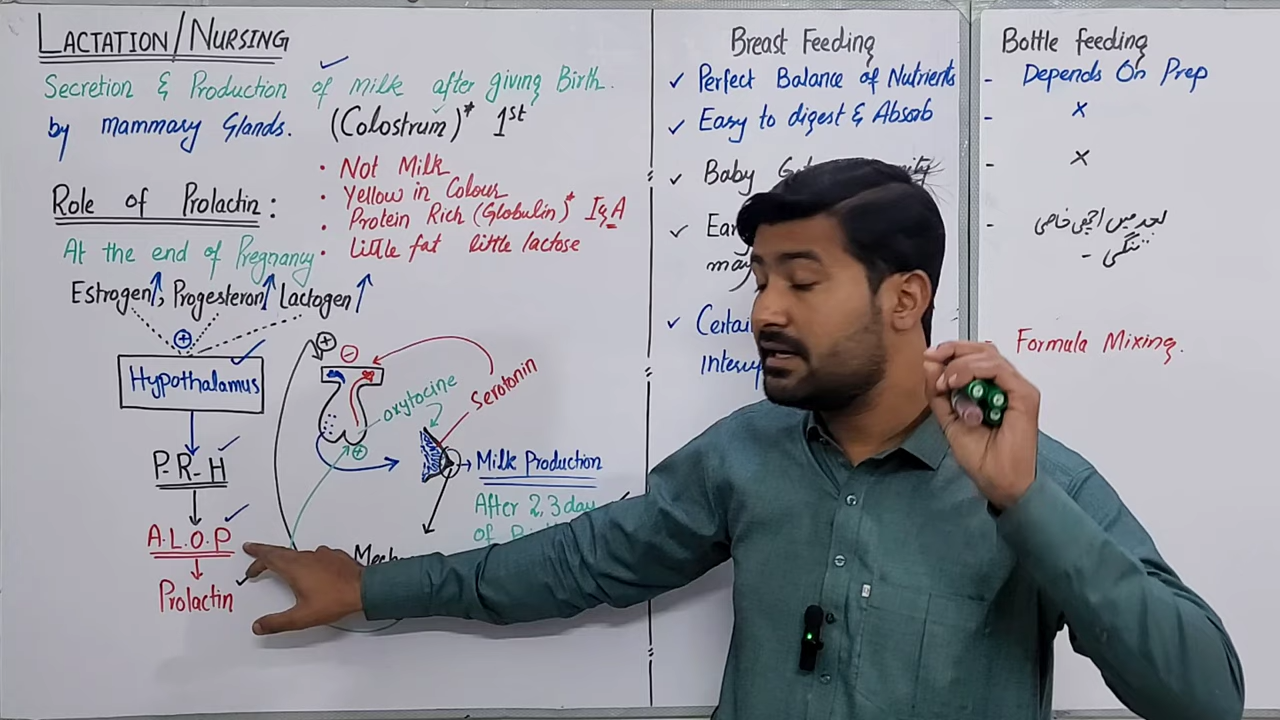 LACTATION/NURSING
Secretion & Production of milk after giving Birth.
by mammary Glands. (Colostrum)* 1st
• Not Milk
• Yellow in Colour
• Protein Rich (Globulin)* IgA
• Little fat little lactose
Role of Prolactin:
At the end of Pregnancy
Estrogen↑, Progesteron↑ Lactogen↑
+
Hypothalamus
P-R-H
A.L.O.P
Prolactin
+
-
oxytocine
Serotonin
+
Milk Production
After 2,3 day
of
Breast Feeding
✓ Perfect Balance of Nutrients
✓ Easy to digest & Absorb
✓ Baby
✓
✓
Bottle feeding
- Depends On Prep
- ×
- ×
- بعد میں اچھی خاصی
-
Formula Mixing.